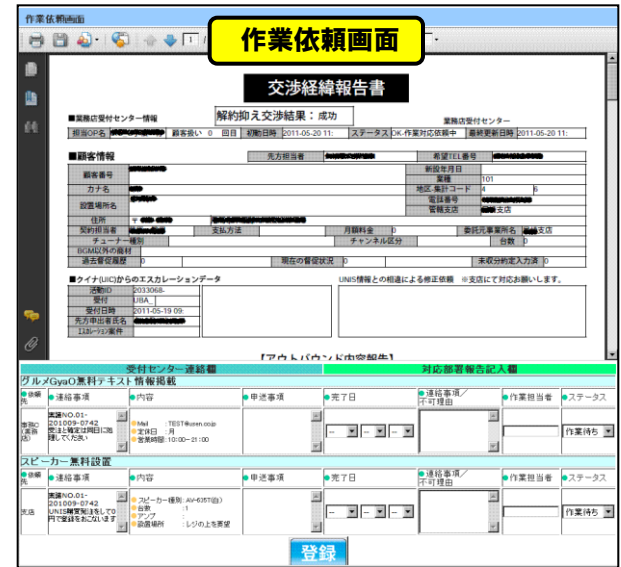 作業依頼画面
作業依頼画面
1 /
交渉経緯報告書
■業務店受付センター情報 解約抑え交渉結果：成功 業務店受付センター
担当OP名 顧客扱い 0 回目 初動日時 2011-05-20 11: ステータス OK-作業対応依頼中 最終更新日時 2011-05-20 11:
■顧客情報 先方担当者 希望TEL番号
顧客番号 新設年月日
業種 101
カナ名 地区-集計コード 4 6
設置場所名 電話番号
管轄支店 支店
住所 〒
契約担当者 支払方法 月額料金 0 委託元事業所名 支店
チューナー種別 チャンネル区分 台数 0
BGM以外の商材
過去督促履歴 0 現在の督促状況 0 未収分約定入力済 0
■クイナ(UIC)からのエスカレーションデータ UNIS情報との相違による修正依頼 ※支店にて対応お願いします。
活動ID 2033068-
受付 UBA_
受付日時 2011-05-19 09:
先方申出者氏名
エスカレーション案件
【アウトバウンド内容報告】
受付センター連絡欄 対応部署報告記入欄
グルメGyaO無料テキスト情報掲載
●依頼先 ●連絡事項 ●内容 ●申送事項 ●完了日 ●連絡事項/不可理由 ●作業担当者 ●ステータス
業務C(業務店) 実績NO.01-201009-0742 受注と確定は同日に処理してください
●Mail :TEST@usen.co.jp
●定休日 :月
●営業時間:10:00-21:00
-- -- -- 作業待ち
スピーカー無料設置
●依頼先 ●連絡事項 ●内容 ●申送事項 ●完了日 ●連絡事項/不可理由 ●作業担当者 ●ステータス
支店 実績NO.01-201009-0742 UNIS購買発注をして0円で登録をおこないます
●スピーカー種別:AV-635T(白)
●台数 :1
●アンプ :
●設置場所 :レジの上を要望
-- -- -- 作業待ち
登録